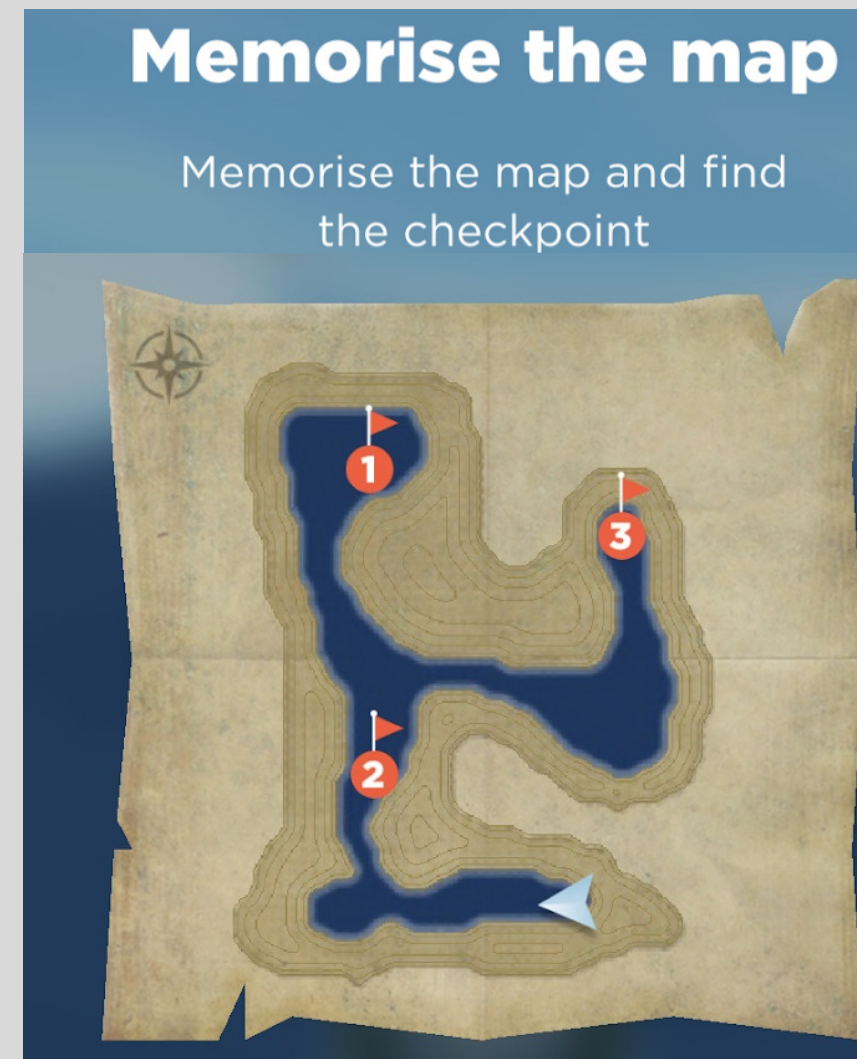 Memorise the map
Memorise the map and find
the checkpoint
1
3
2